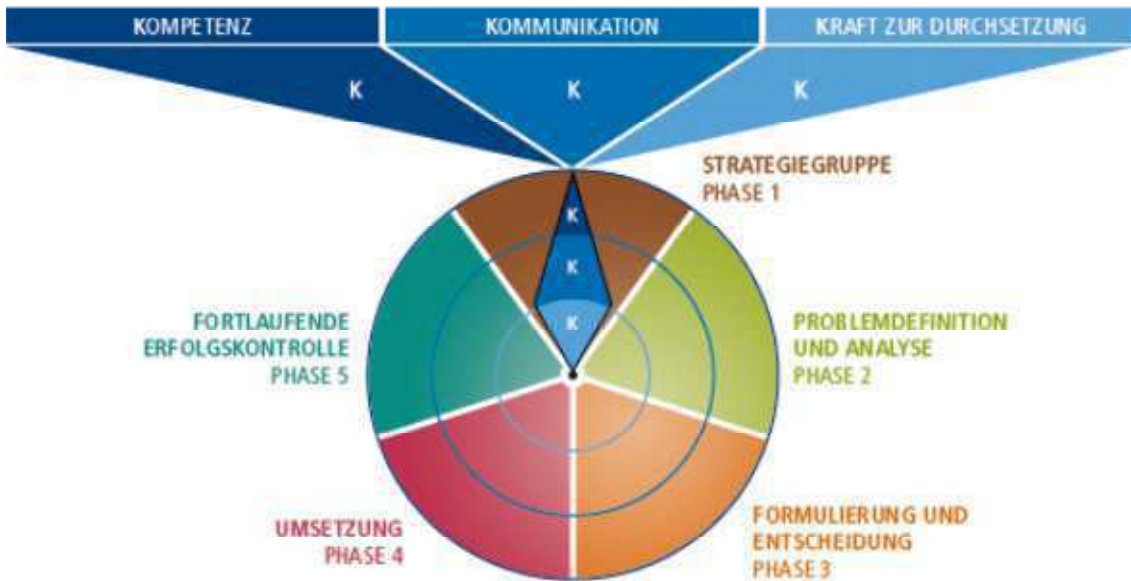 KOMPETENZ
KOMMUNIKATION
KRAFT ZUR DURCHSETZUNG
K
K
K
STRATEGIEGRUPPE
PHASE 1
K
K
K
FORTLAUFENDE
ERFOLGSKONTROLLE
PHASE 5
PROBLEMDEFINITION
UND ANALYSE
PHASE 2
UMSETZUNG
PHASE 4
FORMULIERUNG UND
ENTSCHEIDUNG
PHASE 3